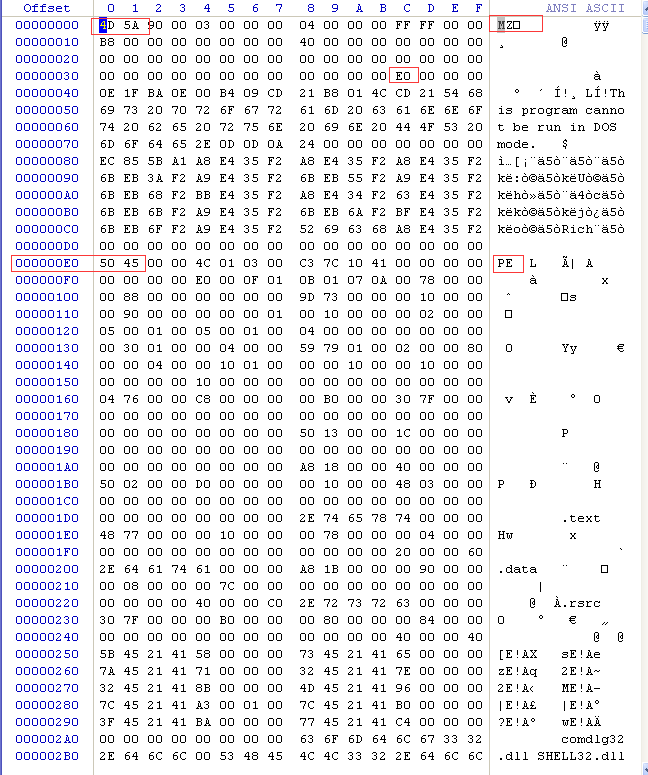 Offset 0 1 2 3 4 5 6 7 8 9 A B C D E F ANSI ASCII
00000000 4D 5A 90 00 03 00 00 00 04 00 00 00 FF FF 00 00 MZ□ ÿÿ
00000010 B8 00 00 00 00 00 00 00 40 00 00 00 00 00 00 00 ¸ @
00000020 00 00 00 00 00 00 00 00 00 00 00 00 00 00 00 00
00000030 00 00 00 00 00 00 00 00 00 00 00 00 E0 00 00 00 à
00000040 0E 1F BA 0E 00 B4 09 CD 21 B8 01 4C CD 21 54 68 º ´ Í!¸ LÍ!Th
00000050 69 73 20 70 72 6F 67 72 61 6D 20 63 61 6E 6E 6F is program canno
00000060 74 20 62 65 20 72 75 6E 20 69 6E 20 44 4F 53 20 t be run in DOS
00000070 6D 6F 64 65 2E 0D 0D 0A 24 00 00 00 00 00 00 00 mode. $
00000080 EC 85 5B A1 A8 E4 35 F2 A8 E4 35 F2 A8 E4 35 F2 ì…[¡¨ä5ò¨ä5ò¨ä5ò
00000090 6B EB 3A F2 A9 E4 35 F2 6B EB 55 F2 A9 E4 35 F2 kë:ò©ä5òkëUò©ä5ò
000000A0 6B EB 68 F2 BB E4 35 F2 A8 E4 34 F2 63 E4 35 F2 këhò»ä5ò¨ä4òcä5ò
000000B0 6B EB 6B F2 A9 E4 35 F2 6B EB 6A F2 BF E4 35 F2 këkò©ä5òkëjò¿ä5ò
000000C0 6B EB 6F F2 A9 E4 35 F2 52 69 63 68 A8 E4 35 F2 këoò©ä5òRich¨ä5ò
000000D0 00 00 00 00 00 00 00 00 00 00 00 00 00 00 00 00
000000E0 50 45 00 00 4C 01 03 00 C3 7C 10 41 00 00 00 00 PE L Ã| A
000000F0 00 00 00 00 E0 00 0F 01 0B 01 07 0A 00 78 00 00 à x
00000100 00 88 00 00 00 00 00 00 9D 73 00 00 00 10 00 00 ˆ □s
00000110 00 90 00 00 00 00 00 01 00 10 00 00 00 02 00 00 □
00000120 05 00 01 00 05 00 01 00 04 00 00 00 00 00 00 00
00000130 00 30 01 00 00 04 00 00 59 79 01 00 02 00 00 80 0 Yy €
00000140 00 00 04 00 00 10 01 00 00 00 10 00 00 10 00 00
00000150 00 00 00 00 10 00 00 00 00 00 00 00 00 00 00 00
00000160 04 76 00 00 C8 00 00 00 00 B0 00 00 30 7F 00 00 v È ° 0
00000170 00 00 00 00 00 00 00 00 00 00 00 00 00 00 00 00
00000180 00 00 00 00 00 00 00 00 50 13 00 00 1C 00 00 00 P
00000190 00 00 00 00 00 00 00 00 00 00 00 00 00 00 00 00
000001A0 00 00 00 00 00 00 00 00 A8 18 00 00 40 00 00 00 ¨ @
000001B0 50 02 00 00 D0 00 00 00 00 10 00 00 48 03 00 00 P Ð H
000001C0 00 00 00 00 00 00 00 00 00 00 00 00 00 00 00 00
000001D0 00 00 00 00 00 00 00 00 2E 74 65 78 74 00 00 00 .text
000001E0 48 77 00 00 00 10 00 00 00 78 00 00 00 04 00 00 Hw x
000001F0 00 00 00 00 00 00 00 00 00 00 00 00 20 00 00 60 `
00000200 2E 64 61 74 61 00 00 00 A8 1B 00 00 00 90 00 00 .data ¨ □
00000210 00 08 00 00 00 7C 00 00 00 00 00 00 00 00 00 00 |
00000220 00 00 00 00 40 00 00 C0 2E 72 73 72 63 00 00 00 @ À.rsrc
00000230 30 7F 00 00 00 B0 00 00 00 80 00 00 00 84 00 00 0 ° € „
00000240 00 00 00 00 00 00 00 00 00 00 00 00 40 00 00 40 @ @
00000250 5B 45 21 41 58 00 00 00 73 45 21 41 65 00 00 00 [E!AX sE!Ae
00000260 7A 45 21 41 71 00 00 00 32 45 21 41 7E 00 00 00 zE!Aq 2E!A~
00000270 32 45 21 41 8B 00 00 00 4D 45 21 41 96 00 00 00 2E!A‹ ME!A–
00000280 7C 45 21 41 A3 00 01 00 7C 45 21 41 B0 00 00 00 |E!A£ |E!A°
00000290 3F 45 21 41 BA 00 00 00 77 45 21 41 C4 00 00 00 ?E!Aº wE!AÄ
000002A0 00 00 00 00 00 00 00 00 63 6F 6D 64 6C 67 33 32 comdlg32
000002B0 2E 64 6C 6C 00 53 48 45 4C 4C 33 32 2E 64 6C 6C .dll SHELL32.dll